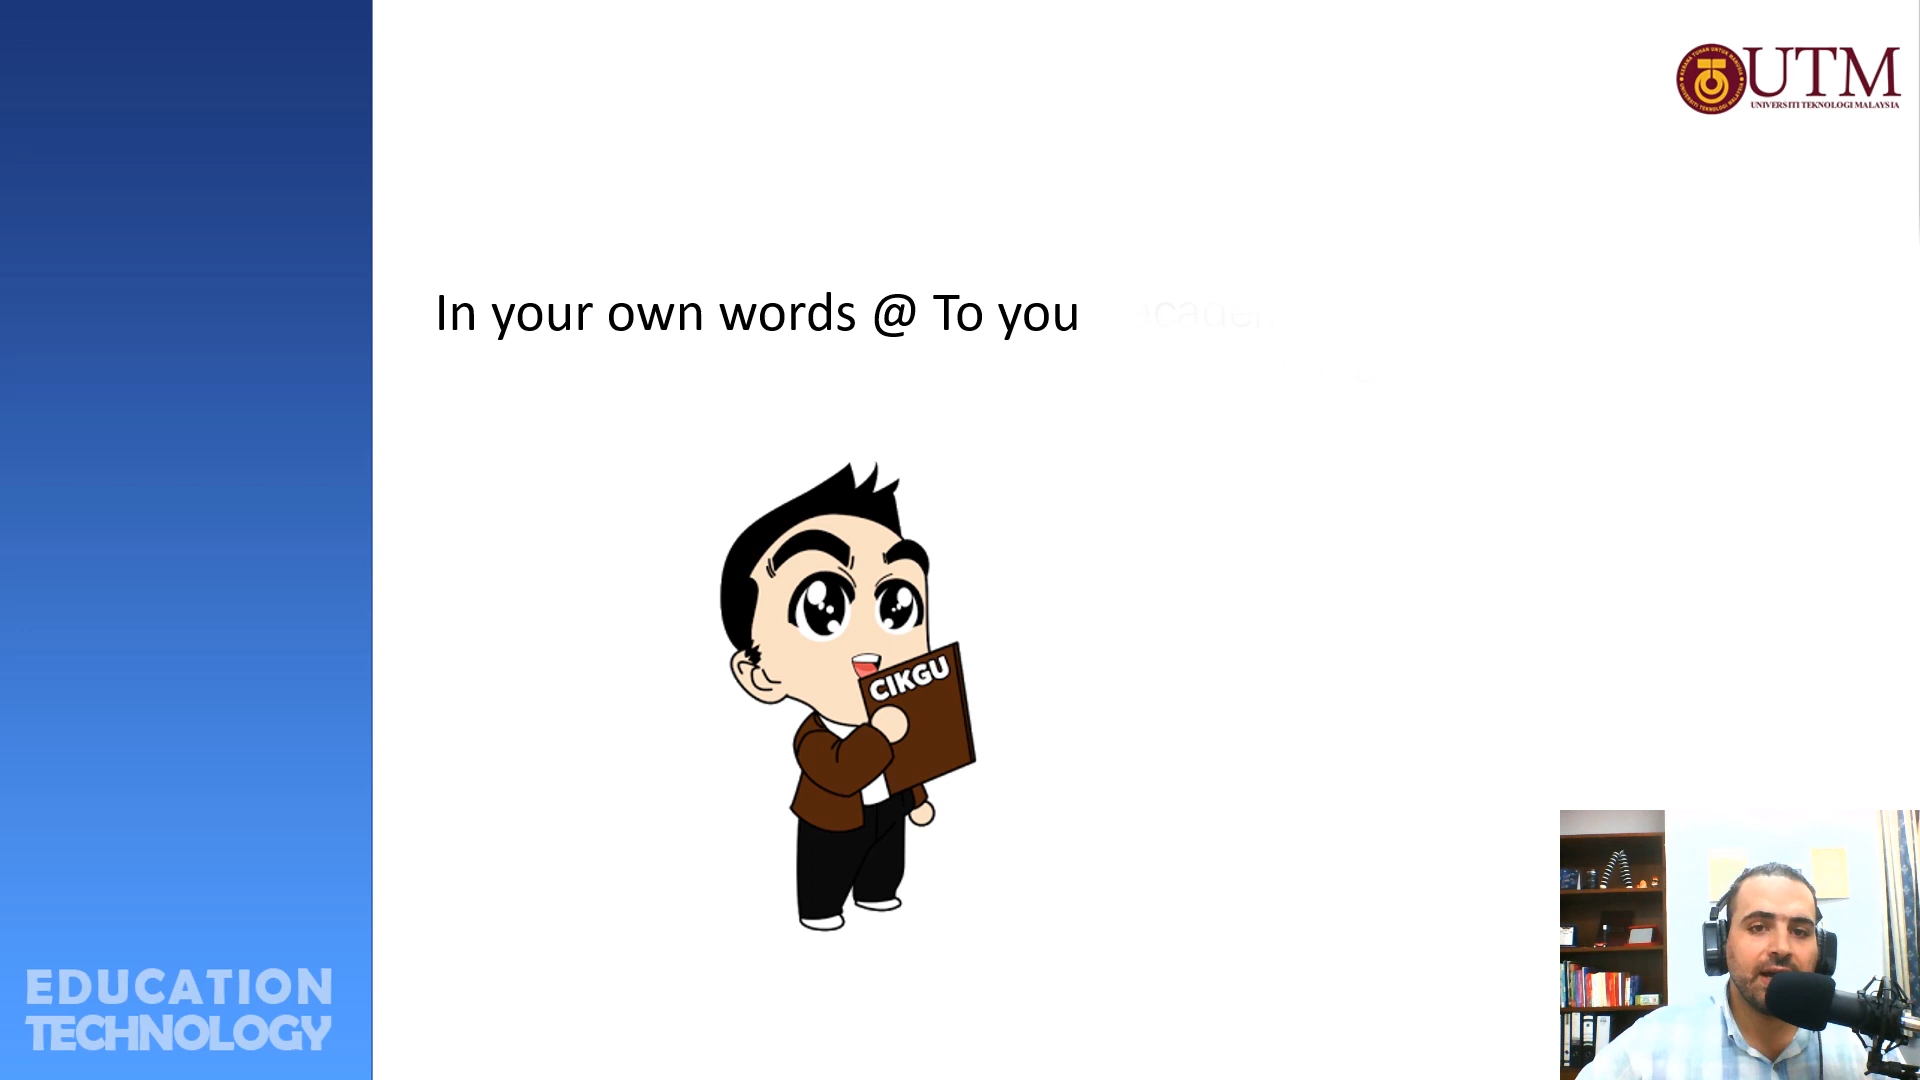 UTM
UNIVERSITI TEKNOLOGI MALAYSIA
In your own words @ To you
CIKGU
EDUCATION
TECHNOLOGY